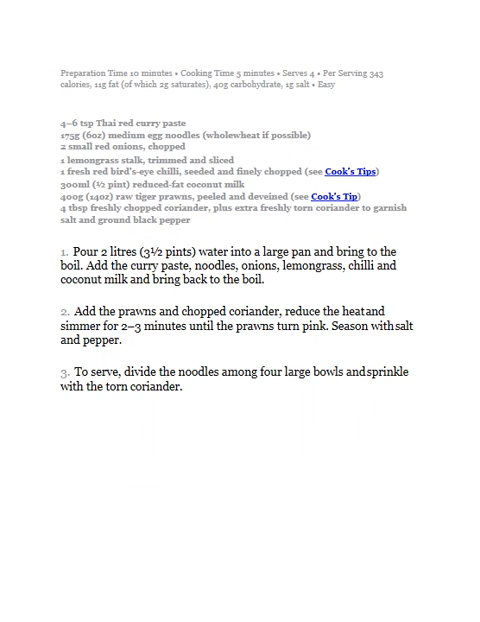 Preparation Time 10 minutes • Cooking Time 5 minutes • Serves 4 • Per Serving 343
calories, 11g fat (of which 2g saturates), 40g carbohydrate, 1g salt • Easy
4–6 tsp Thai red curry paste
175g (6oz) medium egg noodles (wholewheat if possible)
2 small red onions, chopped
1 lemongrass stalk, trimmed and sliced
1 fresh red bird's-eye chilli, seeded and finely chopped (see Cook's Tips)
300ml (½ pint) reduced-fat coconut milk
400g (14oz) raw tiger prawns, peeled and deveined (see Cook's Tip)
4 tbsp freshly chopped coriander, plus extra freshly torn coriander to garnish
salt and ground black pepper
1. Pour 2 litres (3½ pints) water into a large pan and bring to the
boil. Add the curry paste, noodles, onions, lemongrass, chilli and
coconut milk and bring back to the boil.
2. Add the prawns and chopped coriander, reduce the heat and
simmer for 2–3 minutes until the prawns turn pink. Season with salt
and pepper.
3. To serve, divide the noodles among four large bowls and sprinkle
with the torn coriander.